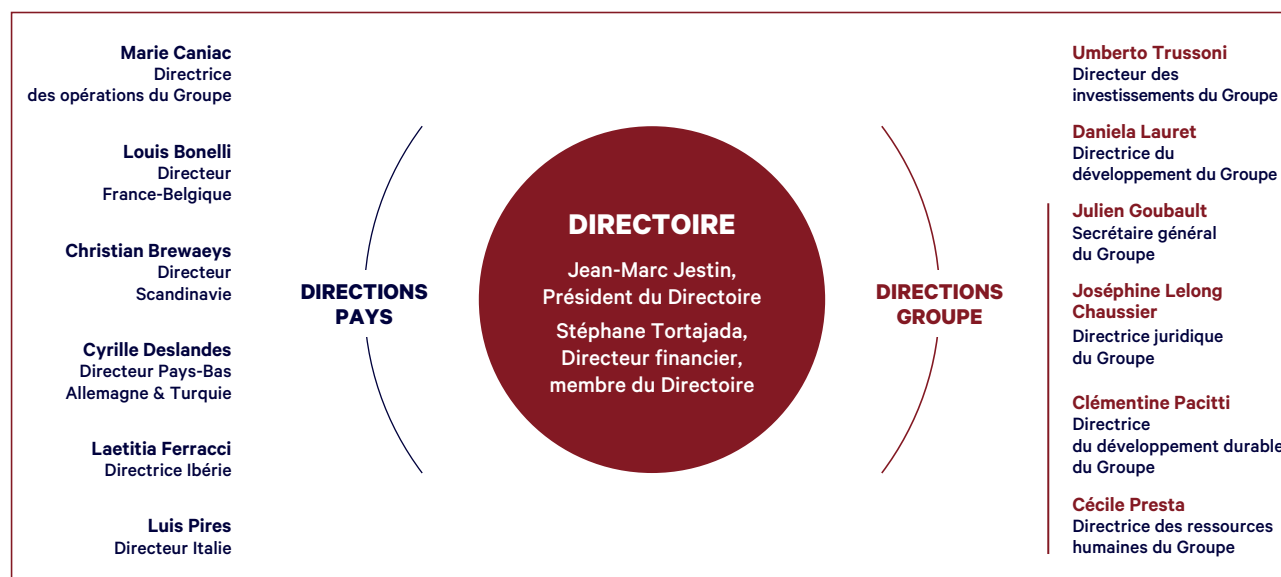 Marie Caniac
Directrice
des opérations du Groupe
Louis Bonelli
Directeur
France-Belgique
Christian Brewaeys
Directeur
Scandinavie
Cyrille Deslandes
Directeur Pays-Bas
Allemagne & Turquie
Laetitia Ferracci
Directrice Ibérie
Luis Pires
Directeur Italie
DIRECTIONS
PAYS
DIRECTOIRE
Jean-Marc Jestin,
Président du Directoire
Stéphane Tortajada,
Directeur financier,
membre du Directoire
DIRECTIONS
GROUPE
Umberto Trussoni
Directeur des
investissements du Groupe
Daniela Lauret
Directrice du
développement du Groupe
Julien Goubault
Secrétaire général
du Groupe
Joséphine Lelong
Chaussier
Directrice juridique
du Groupe
Clémentine Pacitti
Directrice
du développement durable
du Groupe
Cécile Presta
Directrice des ressources
humaines du Groupe